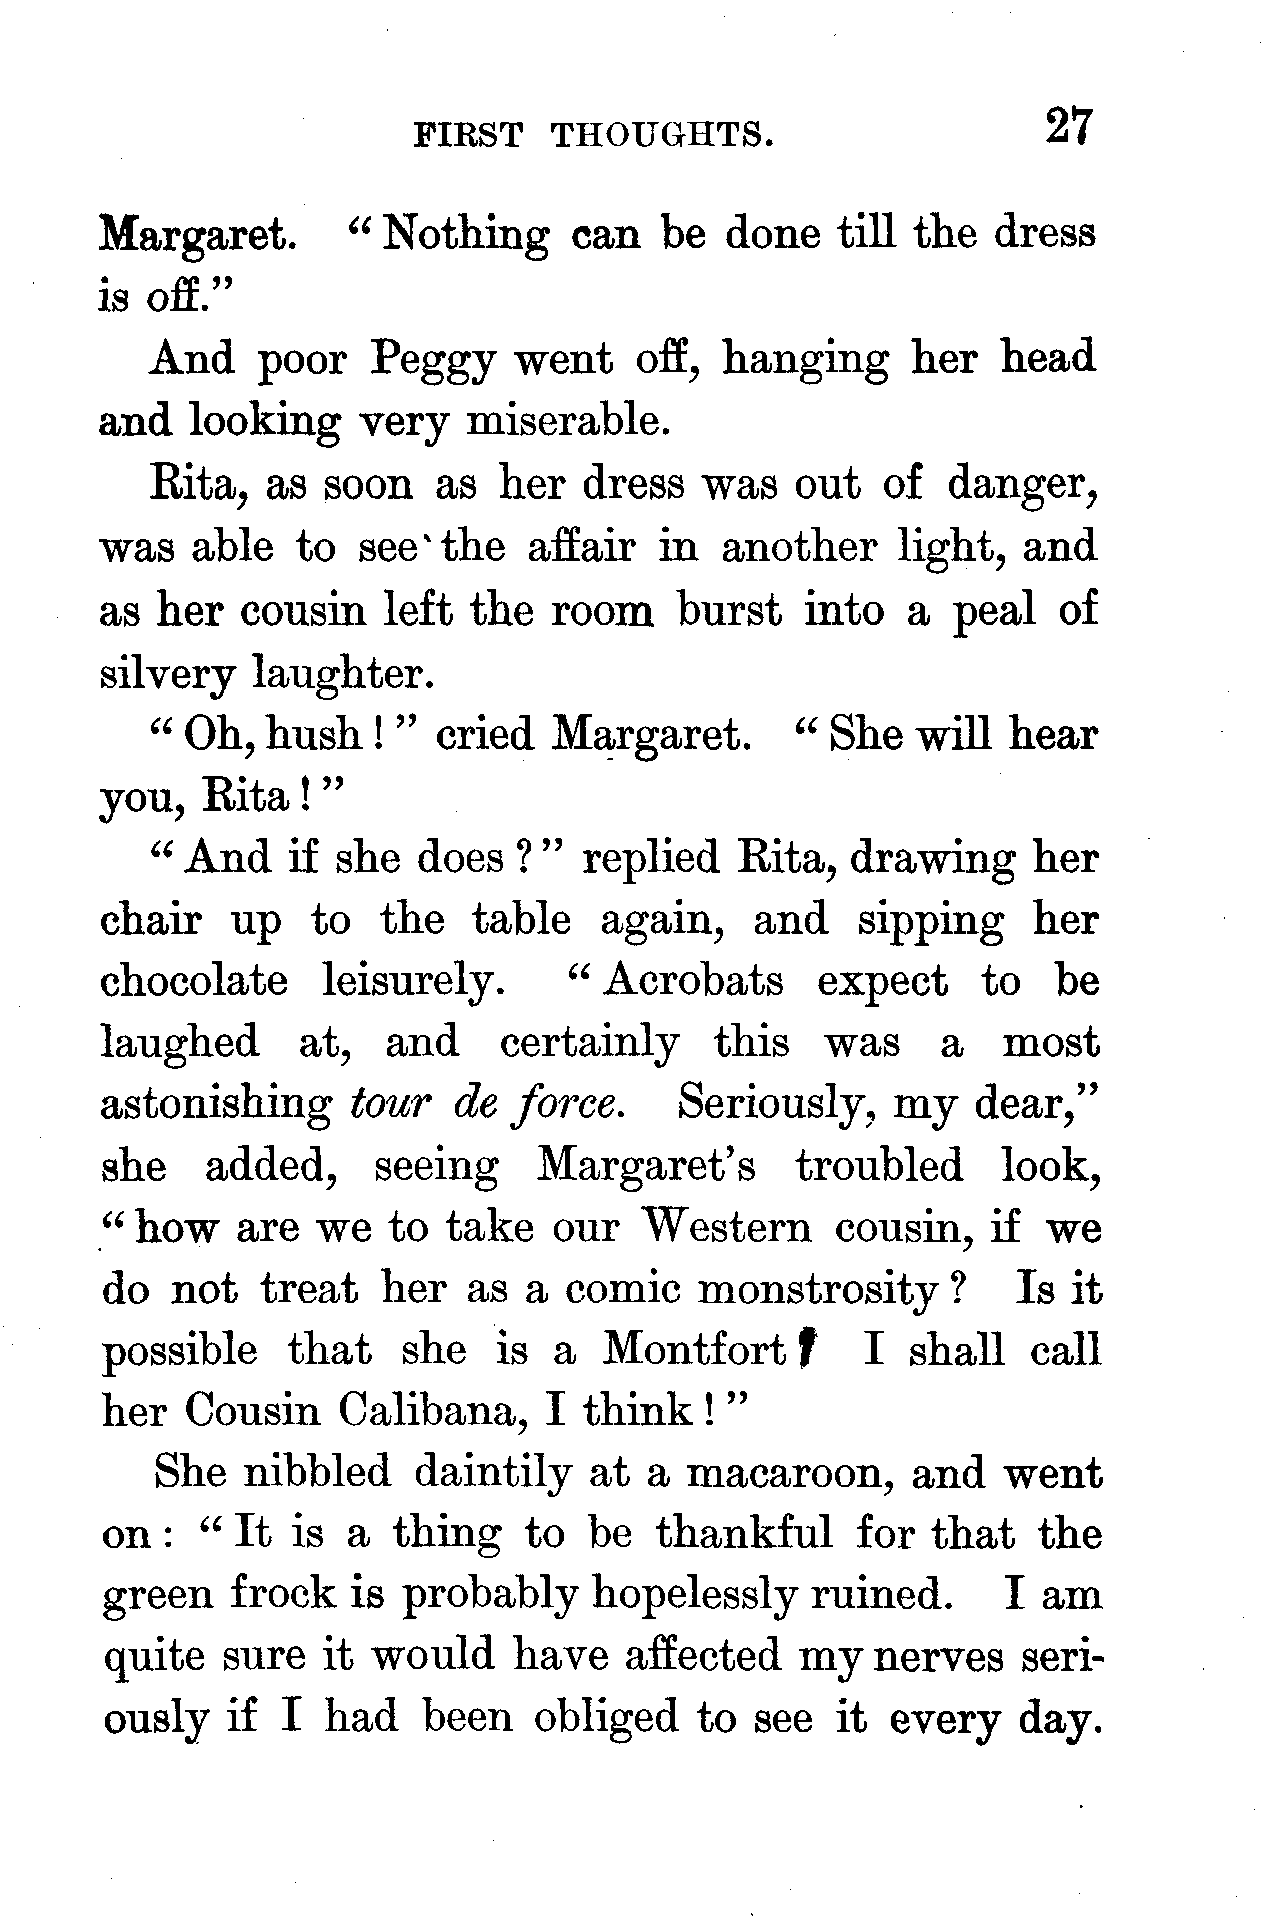 FIRST THOUGHTS. 27
Margaret. “Nothing can be done till the dress
is off.”
And poor Peggy went off, hanging her head
and looking very miserable.
Rita, as soon as her dress was out of danger,
was able to see the affair in another light, and
as her cousin left the room burst into a peal of
silvery laughter.
“Oh, hush!” cried Margaret. “She will hear
you, Rita!”
“And if she does?” replied Rita, drawing her
chair up to the table again, and sipping her
chocolate leisurely. “Acrobats expect to be
laughed at, and certainly this was a most
astonishing tour de force. Seriously, my dear,”
she added, seeing Margaret’s troubled look,
“how are we to take our Western cousin, if we
do not treat her as a comic monstrosity? Is it
possible that she is a Montfort? I shall call
her Cousin Calibana, I think!”
She nibbled daintily at a macaroon, and went
on: “It is a thing to be thankful for that the
green frock is probably hopelessly ruined. I am
quite sure it would have affected my nerves seri-
ously if I had been obliged to see it every day.